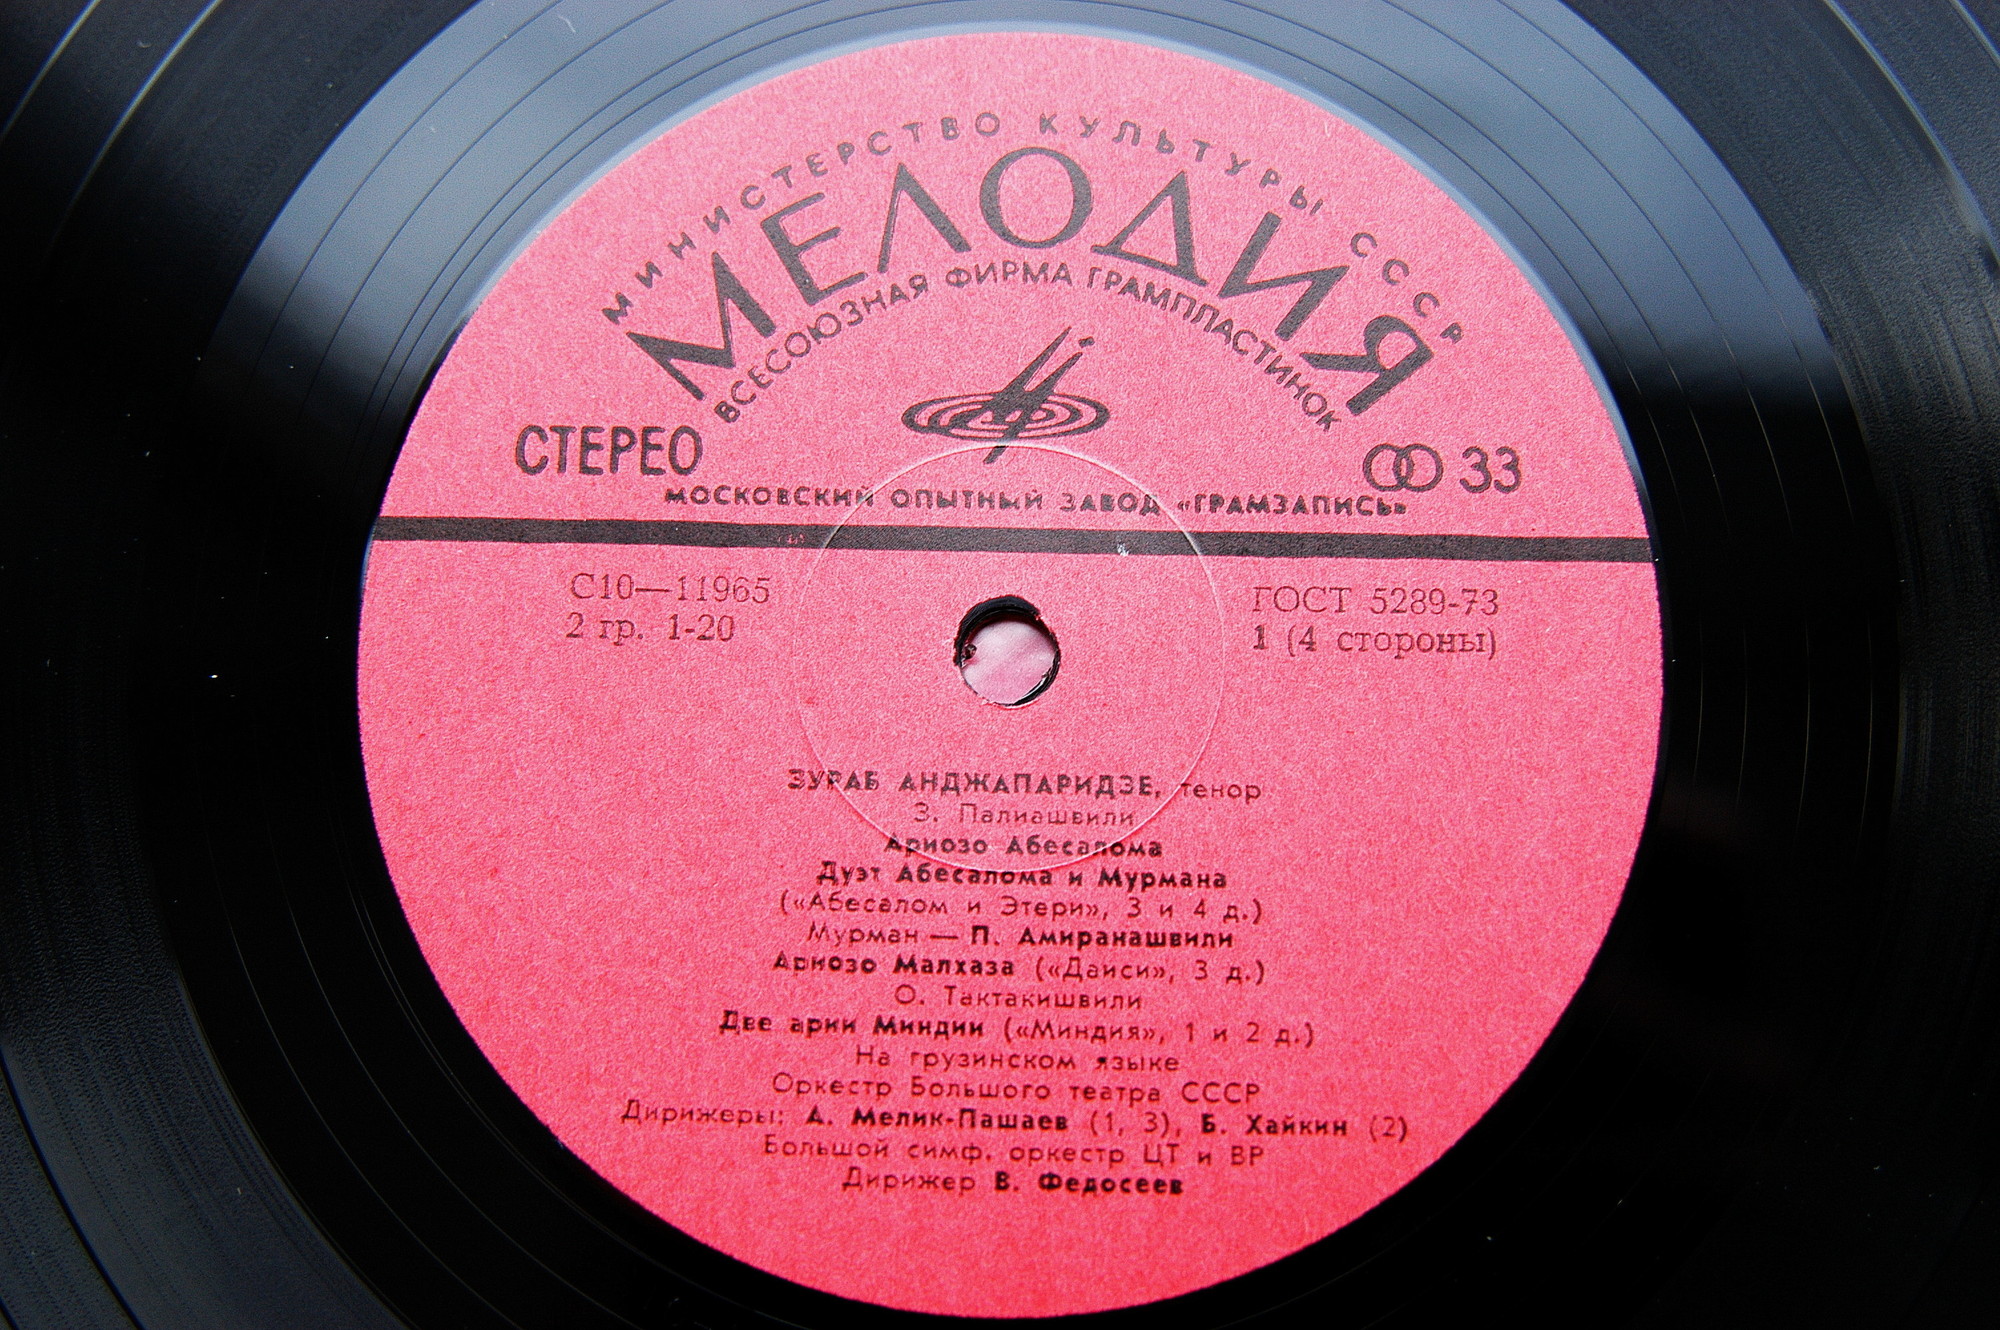 МИНИСТЕРСТВО КУЛЬТУРЫ СССР
МЕЛОДИЯ
ВСЕСОЮЗНАЯ ФИРМА ГРАМПЛАСТИНОК
СТЕРЕО
33
МОСКОВСКИЙ ОПЫТНЫЙ ЗАВОД «ГРАМЗАПИСЬ»
С10—11965
2 гр. 1-20
ГОСТ 5289-73
1 (4 стороны)
ЗУРАБ АНДЖАПАРИДЗЕ, тенор
З. Палиашвили
Ариозо Абесалома
Дуэт Абесалома и Мурмана
(«Абесалом и Этери», 3 и 4 д.)
Мурман — П. Амиранашвили
Ариозо Малхаза («Даиси», 3 д.)
О. Тактакишвили
Две арии Миндии («Миндия», 1 и 2 д.)
На грузинском языке
Оркестр Большого театра СССР
Дирижеры: А. Мелик-Пашаев (1, 3), Б. Хайкин (2)
Большой симф. оркестр ЦТ и ВР
Дирижер В. Федосеев